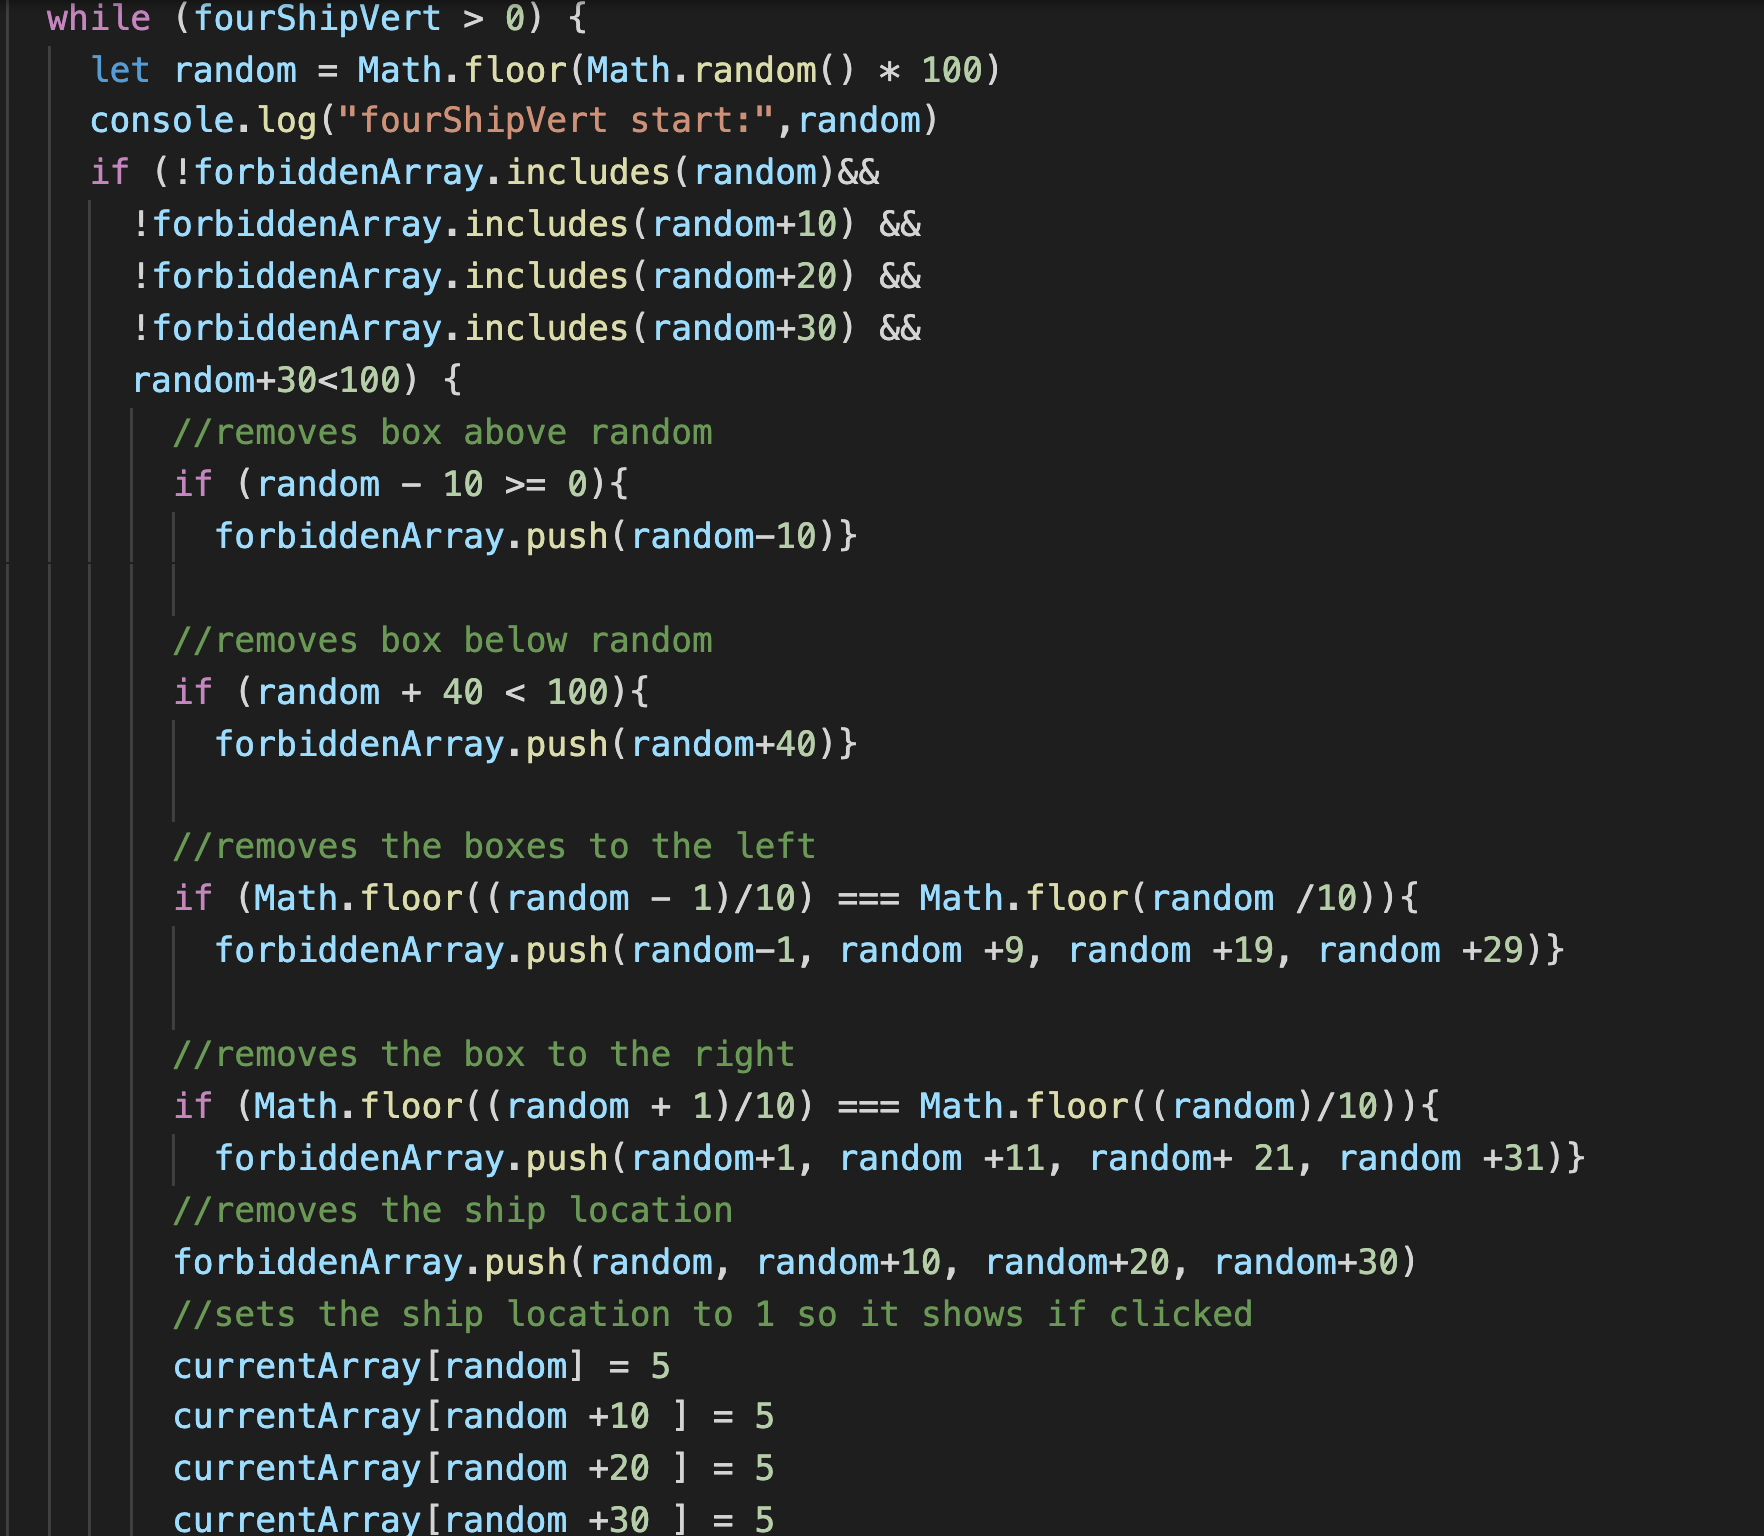 while (fourShipVert > 0) {
let random = Math.floor(Math.random() * 100)
console.log("fourShipVert start:",random)
if (!forbiddenArray.includes(random)&&
!forbiddenArray.includes(random+10) &&
!forbiddenArray.includes(random+20) &&
!forbiddenArray.includes(random+30) &&
random+30<100) {
//removes box above random
if (random - 10 >= 0){
forbiddenArray.push(random-10)}
//removes box below random
if (random + 40 < 100){
forbiddenArray.push(random+40)}
//removes the boxes to the left
if (Math.floor((random - 1)/10) === Math.floor(random /10)){
forbiddenArray.push(random-1, random +9, random +19, random +29)}
//removes the box to the right
if (Math.floor((random + 1)/10) === Math.floor((random)/10)){
forbiddenArray.push(random+1, random +11, random+ 21, random +31)}
//removes the ship location
forbiddenArray.push(random, random+10, random+20, random+30)
//sets the ship location to 1 so it shows if clicked
currentArray[random] = 5
currentArray[random +10 ] = 5
currentArray[random +20 ] = 5
currentArray[random +30 ] = 5